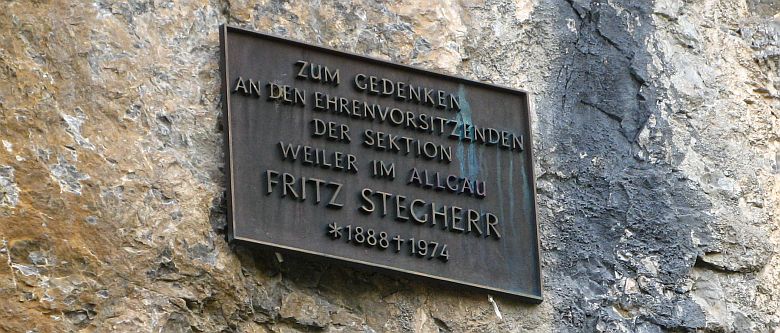 ZUM GEDENKEN
AN DEN EHRENVORSITZENDEN
DER SEKTION
WEILER IM ALLGÄU
FRITZ STEGHERR
*1888 †1974